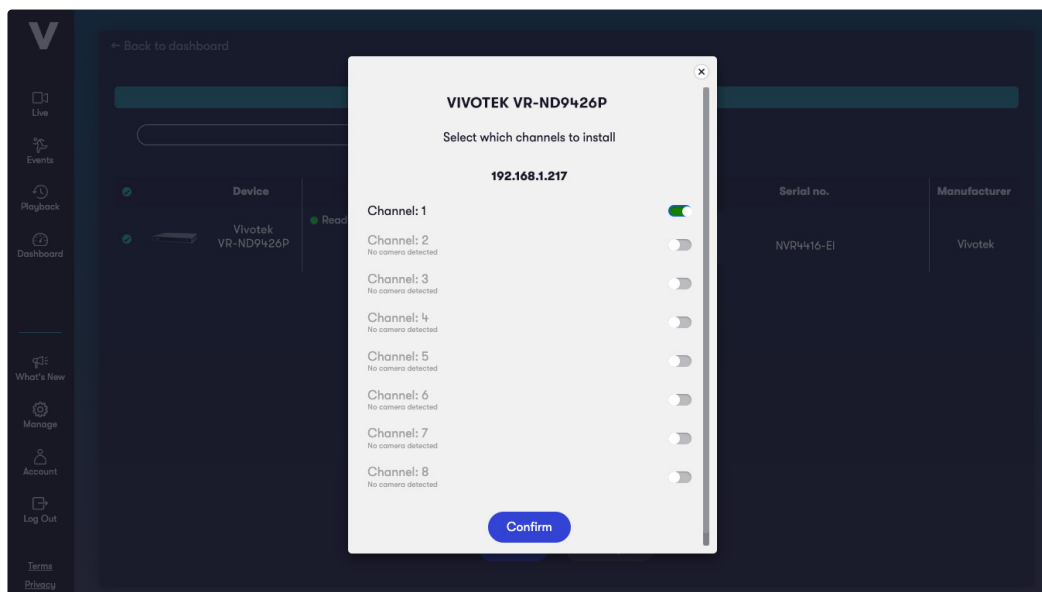 V
← Back to dashboard
Live
Events
Playback
Dashboard
What's New
Manage
Account
Log Out
Terms
Privacy
Device
Serial no.
Manufacturer
Vivotek
VR-ND9426P
Read
NVR4416-EI
Vivotek
VIVOTEK VR-ND9426P
Select which channels to install
192.168.1.217
Channel: 1
Channel: 2
No camera detected
Channel: 3
No camera detected
Channel: 4
No camera detected
Channel: 5
No camera detected
Channel: 6
No camera detected
Channel: 7
No camera detected
Channel: 8
No camera detected
Confirm